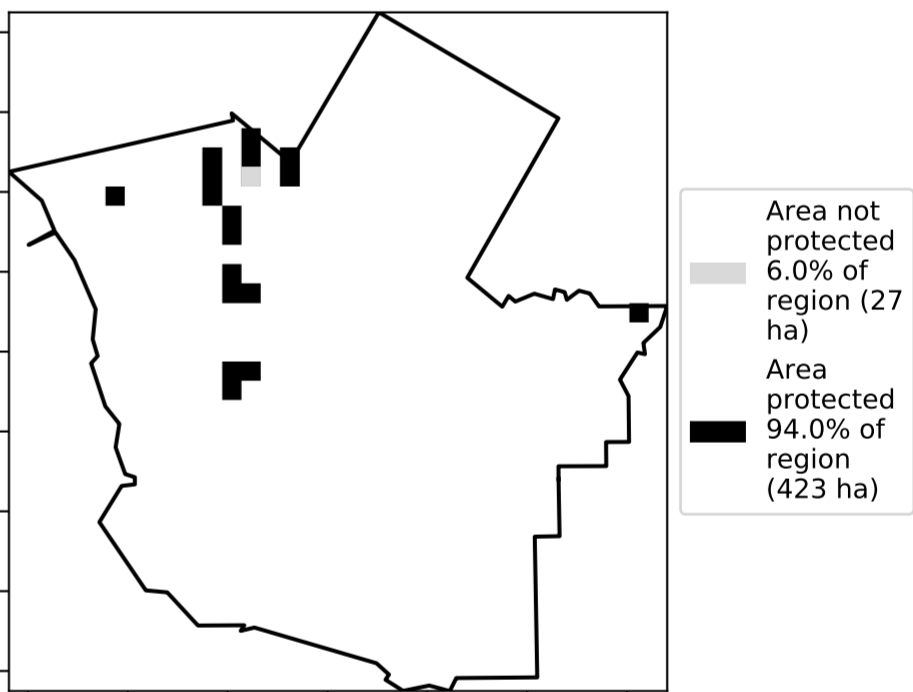 Area not
protected
6.0% of
region (27
ha)
Area
protected
94.0% of
region
(423 ha)